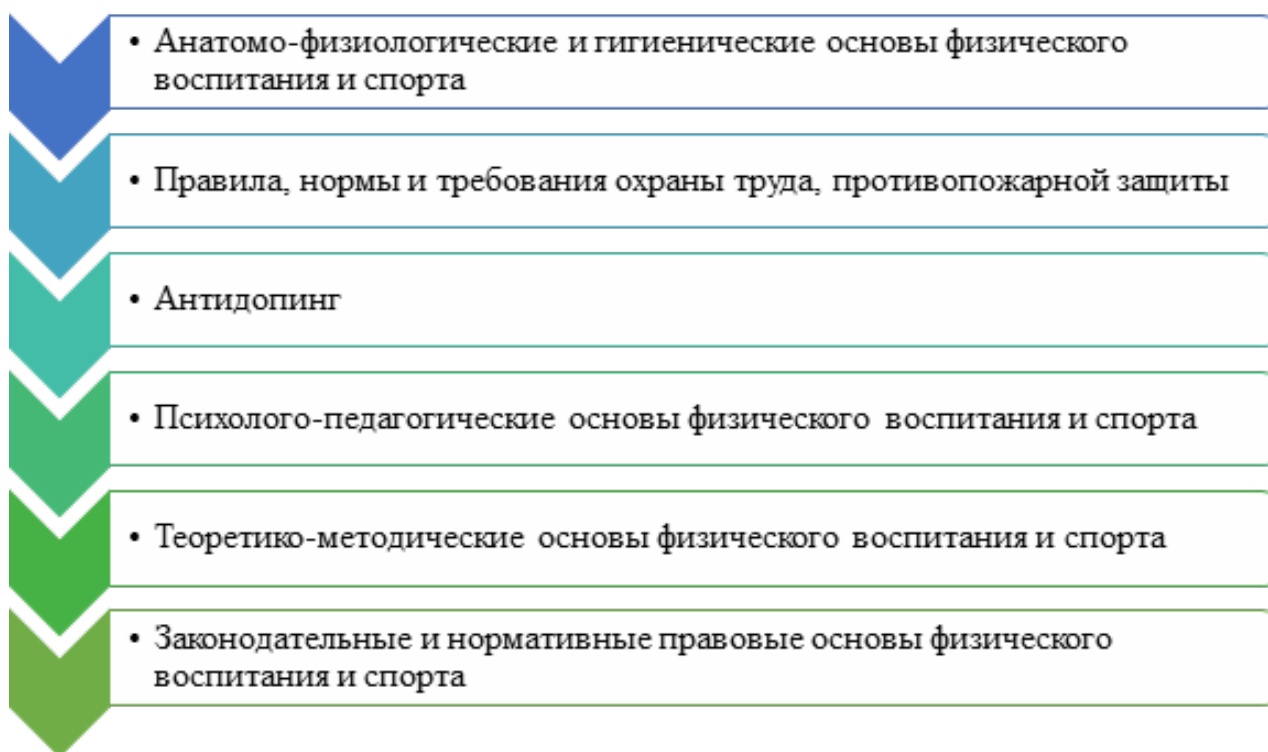 • Анатомо-физиологические и гигиенические основы физического
воспитания и спорта
• Правила, нормы и требования охраны труда, противопожарной защиты
• Антидопинг
• Психолого-педагогические основы физического воспитания и спорта
• Теоретико-методические основы физического воспитания и спорта
• Законодательные и нормативные правовые основы физического
воспитания и спорта